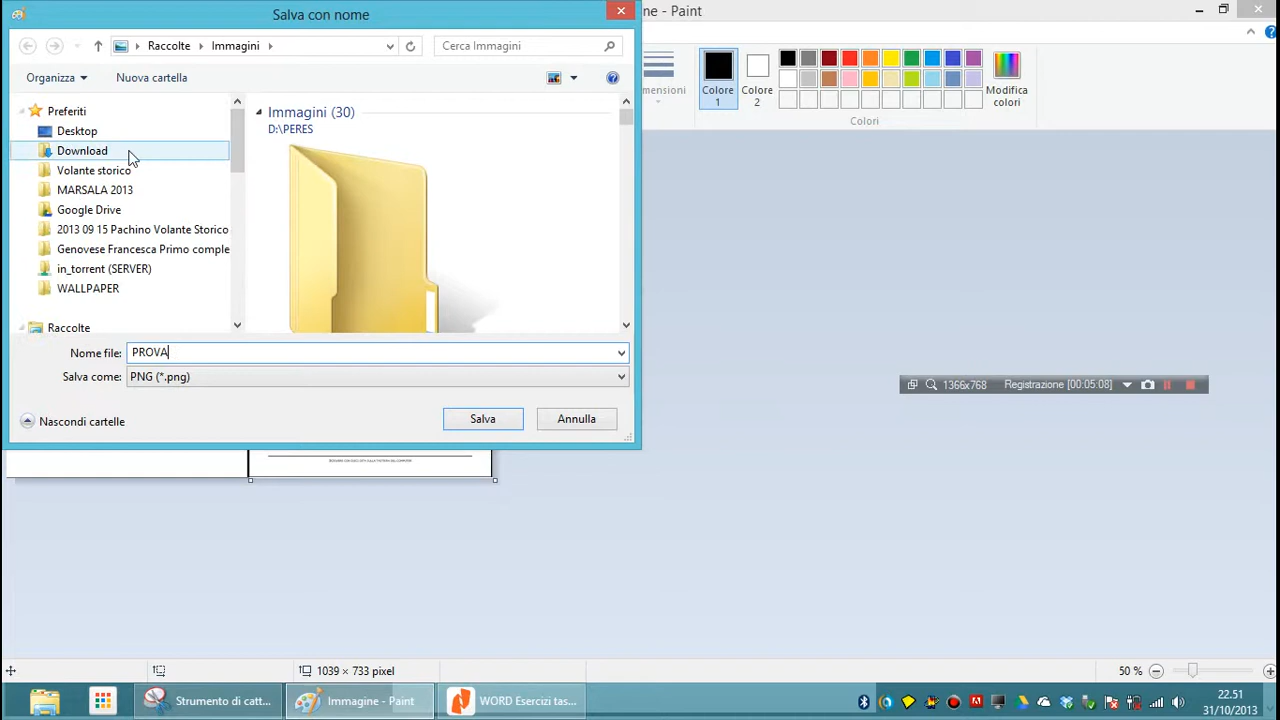 Salva con nome
ne - Paint
Raccolte
Immagini
Cerca Immagini
Organizza
Nuova cartella
Preferiti
Desktop
Download
Volante storico
MARSALA 2013
Google Drive
2013 09 15 Pachino Volante Storico
Genovese Francesca Primo comple
in_torrent (SERVER)
WALLPAPER
Raccolte
Immagini (30)
D:\PERES
Nome file:
PROVA
Salva come:
PNG (*.png)
Nascondi cartelle
Salva
Annulla
mensioni
Colore
1
Colore
2
Modifica
colori
Colori
1366x768
Registrazione [00:05:08]
1039 × 733 pixel
50 %
Strumento di catt...
Immagine - Paint
WORD Esercizi tas...
22.51
31/10/2013